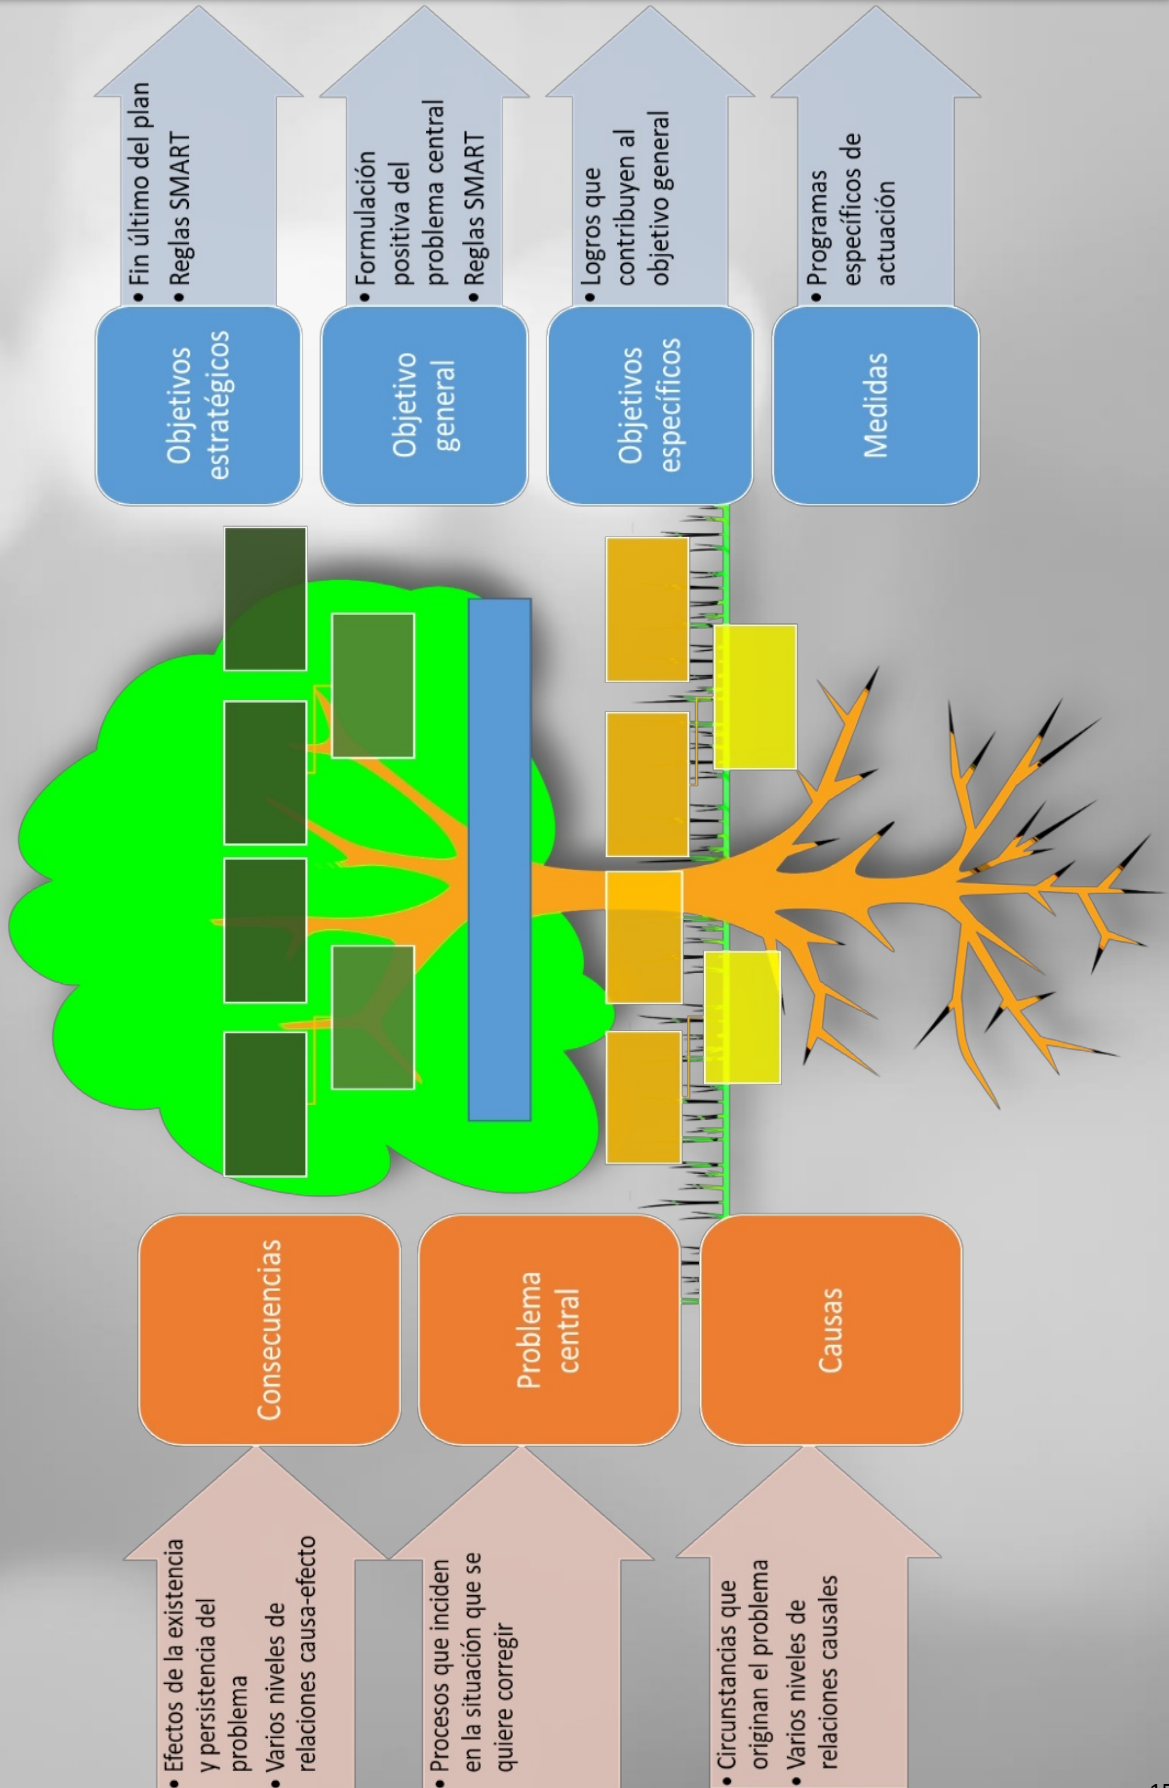 • Efectos de la existencia
y persistencia del
problema
• Varios niveles de
relaciones causa-efecto
Consecuencias
Objetivos
estratégicos
• Fin último del plan
• Reglas SMART
• Procesos que inciden
en la situación que se
quiere corregir
Problema
central
Objetivo
general
• Formulación
positiva del
problema central
• Reglas SMART
• Circunstancias que
originan el problema
• Varios niveles de
relaciones causales
Causas
Objetivos
específicos
• Logros que
contribuyen al
objetivo general
Medidas
• Programas
específicos de
actuación